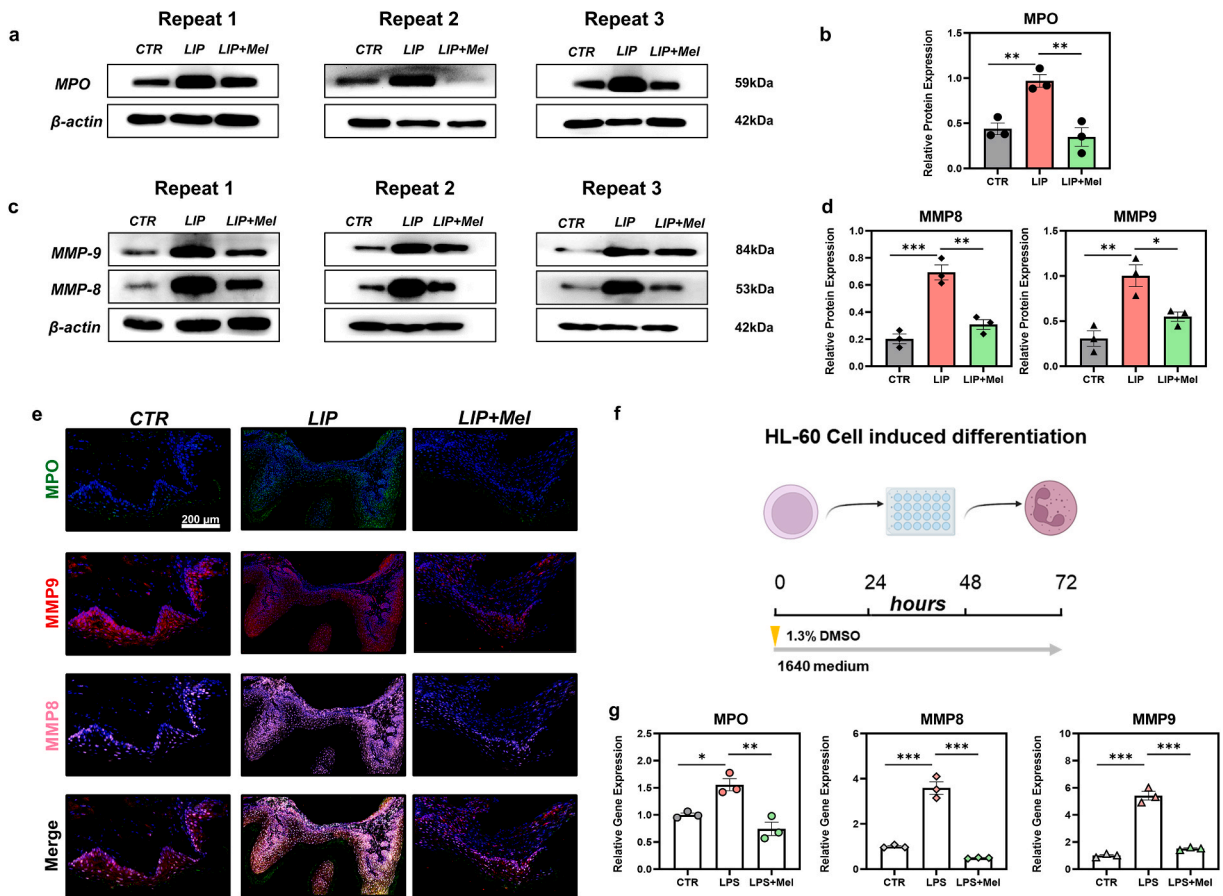 a
Repeat 1 Repeat 2 Repeat 3
CTR LIP LIP+Mel CTR LIP LIP+Mel CTR LIP LIP+Mel
MPO 59kDa
β-actin 42kDa
b
MPO
Relative Protein Expression
1.5
1.0
0.5
0.0
** **
CTR LIP LIP+Mel
c
Repeat 1 Repeat 2 Repeat 3
CTR LIP LIP+Mel CTR LIP LIP+Mel CTR LIP LIP+Mel
MMP-9 84kDa
MMP-8 53kDa
β-actin 42kDa
d
MMP8
Relative Protein Expression
1.0
0.8
0.6
0.4
0.2
0.0
*** **
CTR LIP LIP+Mel
MMP9
Relative Protein Expression
1.5
1.0
0.5
0.0
** *
CTR LIP LIP+Mel
e
CTR LIP LIP+Mel
MPO
200 μm
MMP9
MMP8
Merge
f
HL-60 Cell induced differentiation
0 24 48 72
hours
1.3% DMSO
1640 medium
g
MPO
Relative Gene Expression
2.5
2.0
1.5
1.0
0.5
0.0
* **
CTR LPS LPS+Mel
MMP8
Relative Gene Expression
6
4
2
0
*** ***
CTR LPS LPS+Mel
MMP9
Relative Gene Expression
9
6
3
0
*** ***
CTR LPS LPS+Mel